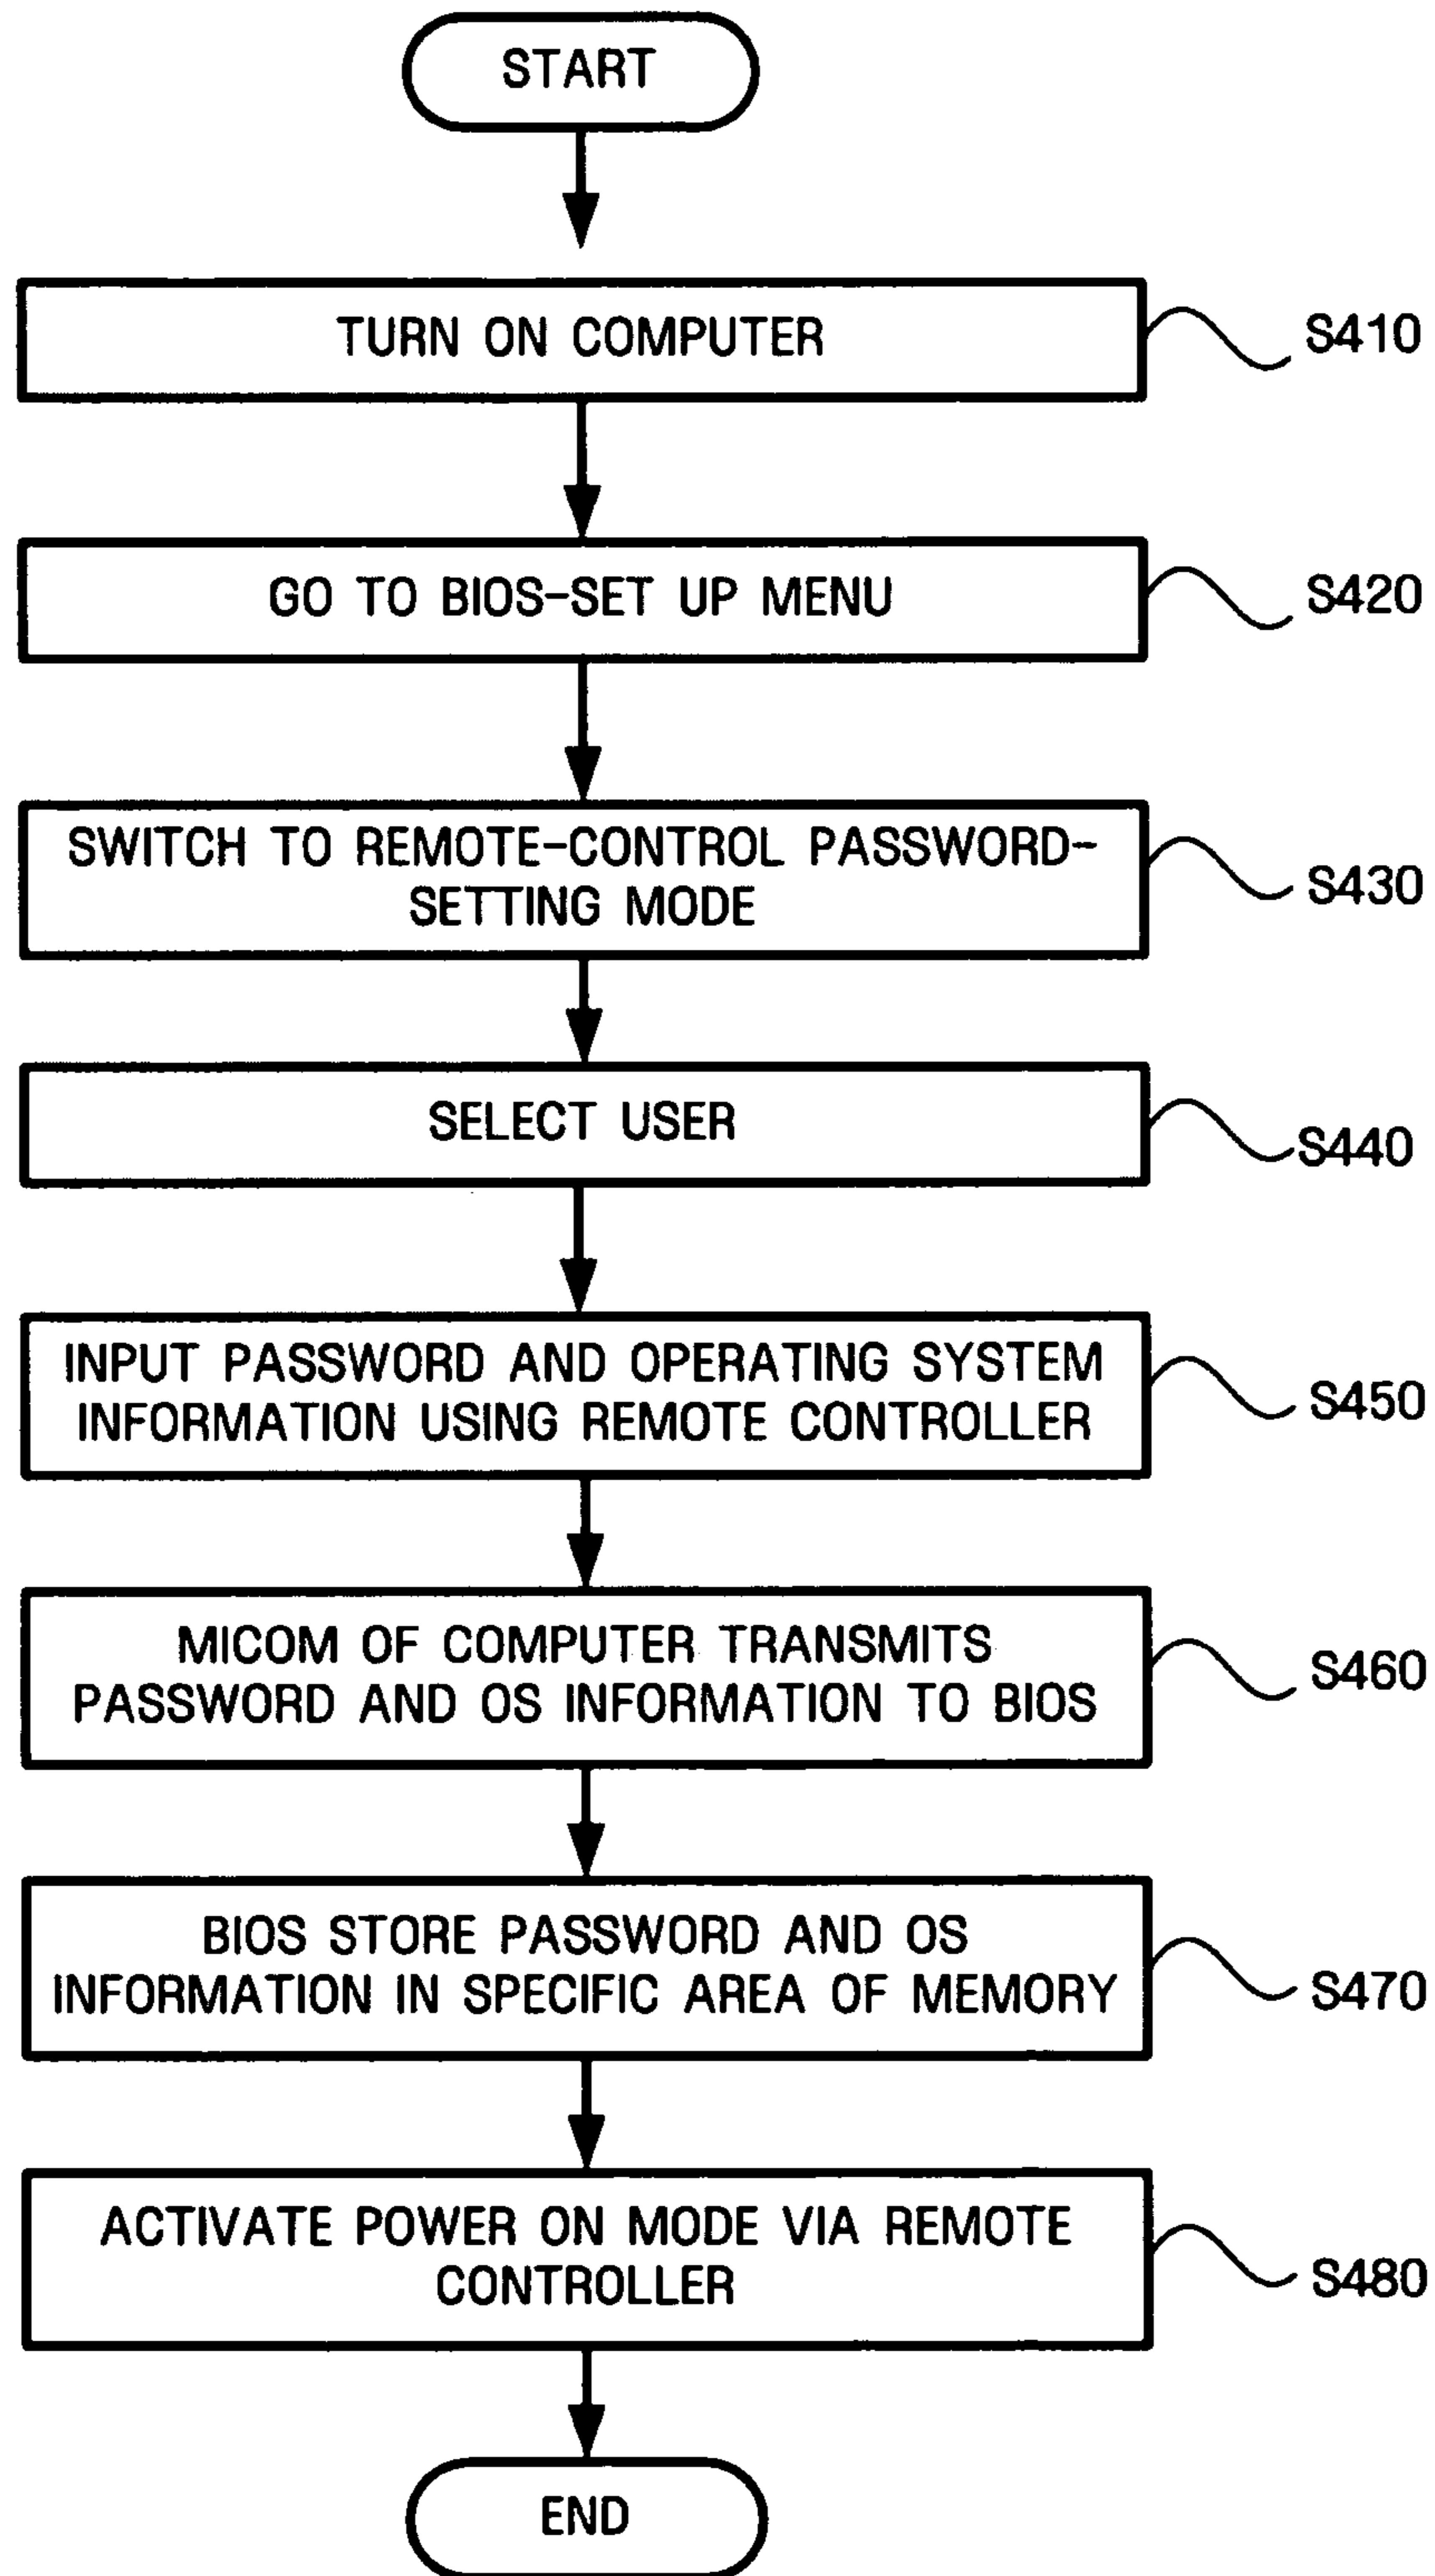 START
TURN ON COMPUTER
S410
GO TO BIOS-SET UP MENU
S420
SWITCH TO REMOTE-CONTROL PASSWORD-
SETTING MODE
S430
SELECT USER
S440
INPUT PASSWORD AND OPERATING SYSTEM
INFORMATION USING REMOTE CONTROLLER
S450
MICOM OF COMPUTER TRANSMITS
PASSWORD AND OS INFORMATION TO BIOS
S460
BIOS STORE PASSWORD AND OS
INFORMATION IN SPECIFIC AREA OF MEMORY
S470
ACTIVATE POWER ON MODE VIA REMOTE
CONTROLLER
S480
END